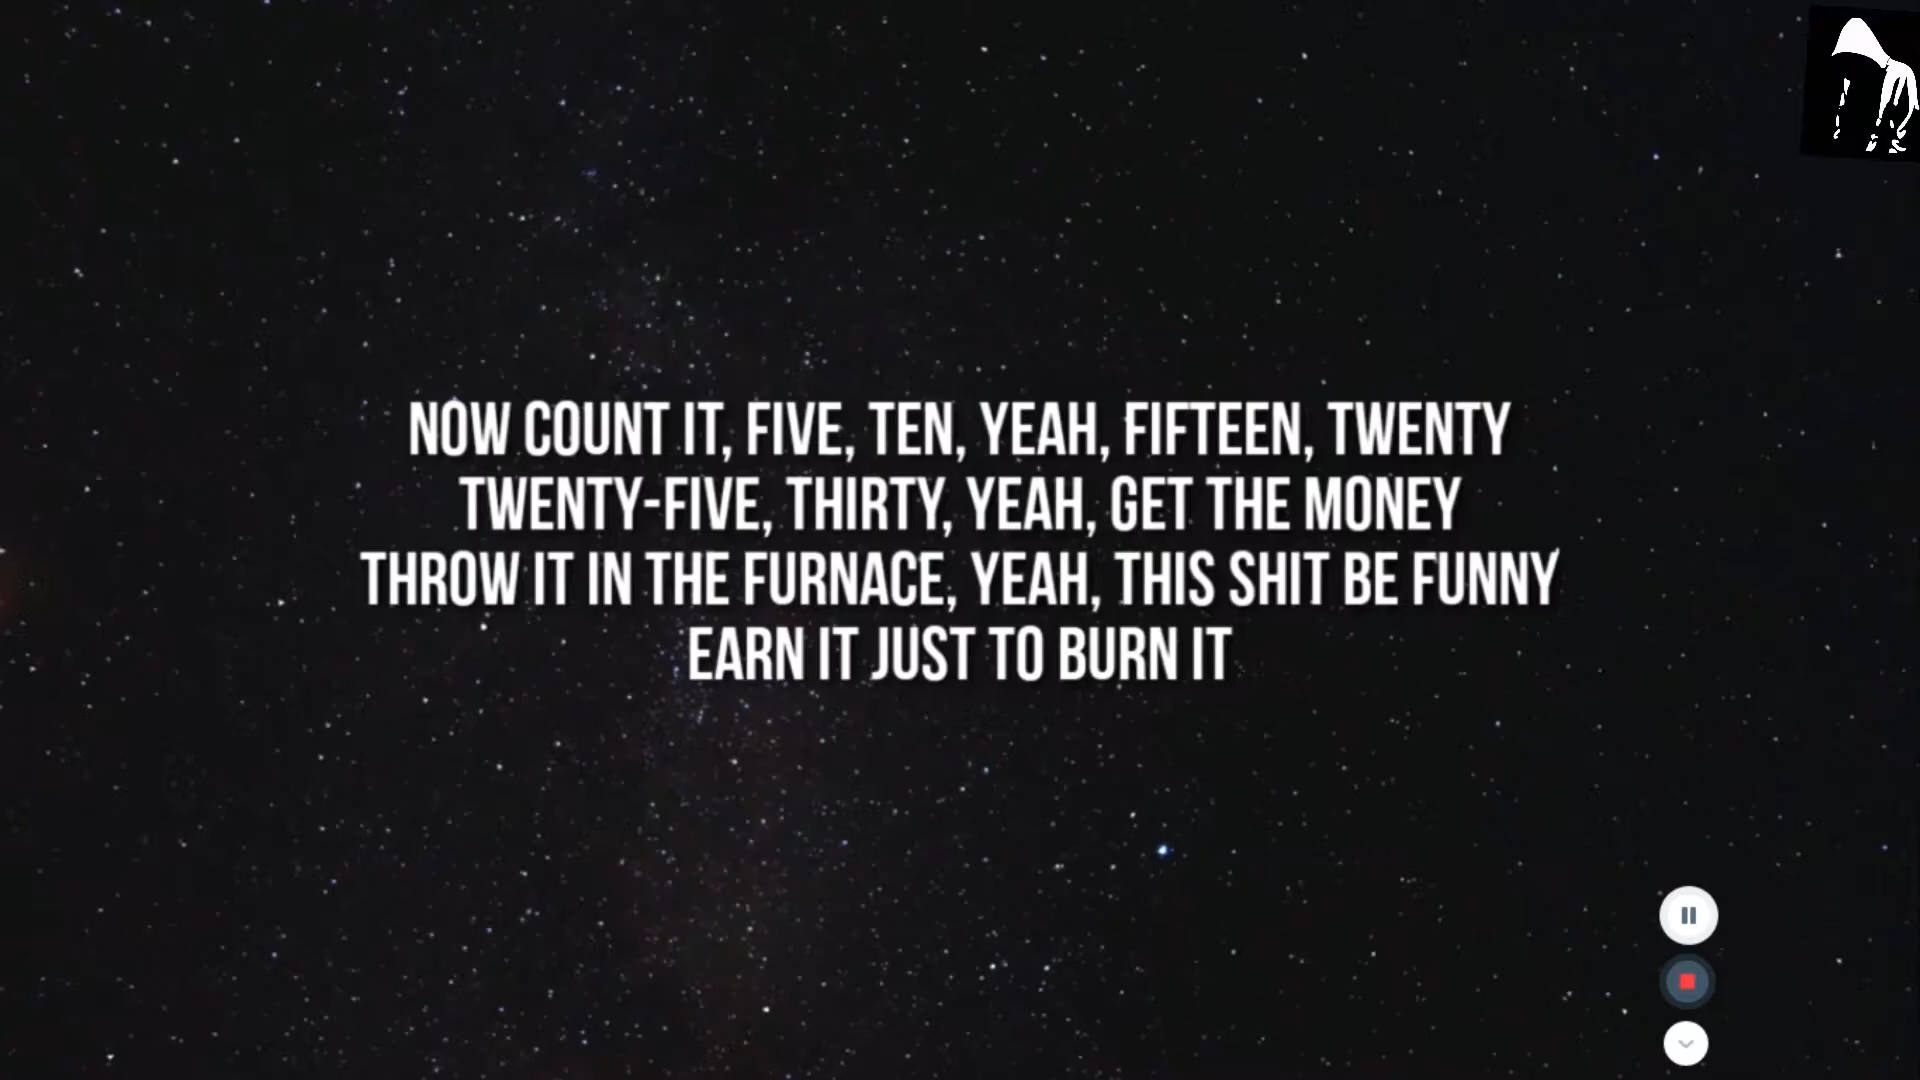 NOW COUNT IT, FIVE, TEN, YEAH, FIFTEEN, TWENTY
TWENTY-FIVE, THIRTY, YEAH, GET THE MONEY
THROW IT IN THE FURNACE, YEAH, THIS SHIT BE FUNNY
EARN IT JUST TO BURN IT